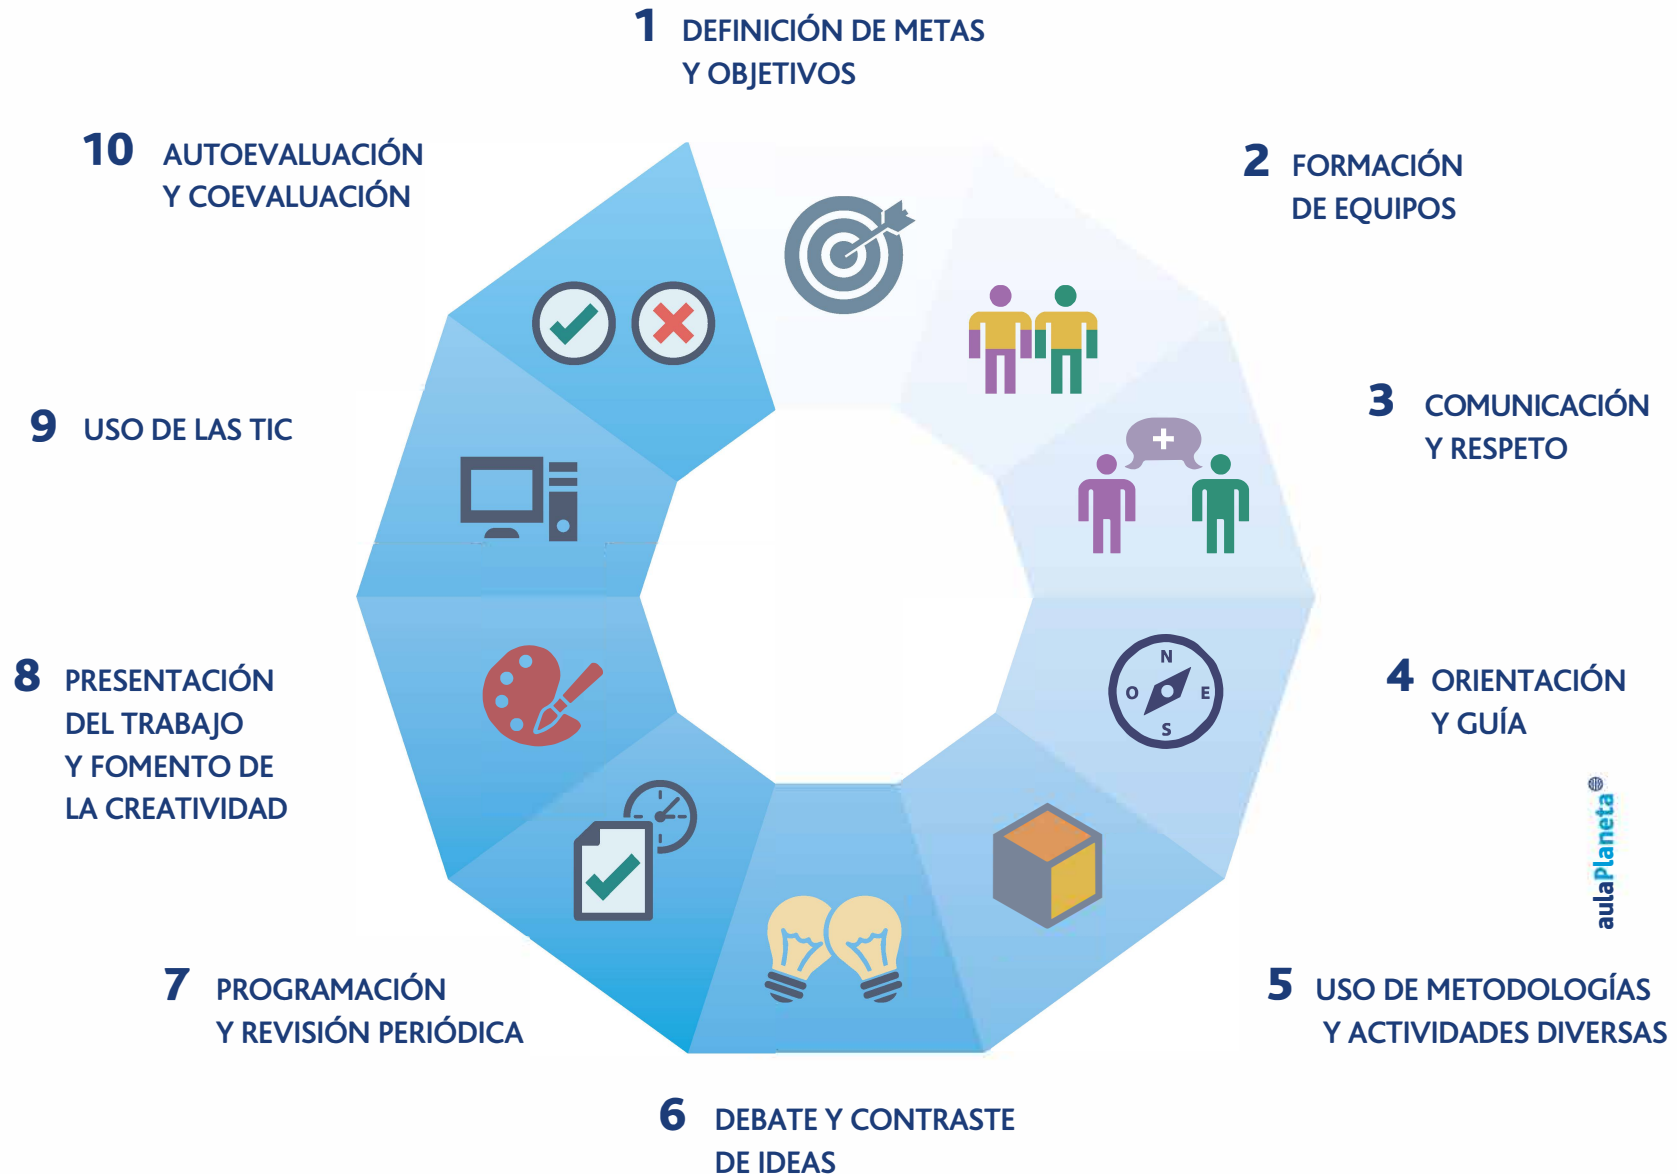 1 DEFINICIÓN DE METAS
Y OBJETIVOS
2 FORMACIÓN
DE EQUIPOS
3 COMUNICACIÓN
Y RESPETO
4 ORIENTACIÓN
Y GUÍA
5 USO DE METODOLOGÍAS
Y ACTIVIDADES DIVERSAS
6 DEBATE Y CONTRASTE
DE IDEAS
7 PROGRAMACIÓN
Y REVISIÓN PERIÓDICA
8 PRESENTACIÓN
DEL TRABAJO
Y FOMENTO DE
LA CREATIVIDAD
9 USO DE LAS TIC
10 AUTOEVALUACIÓN
Y COEVALUACIÓN
N
O E
S
aulaPlaneta